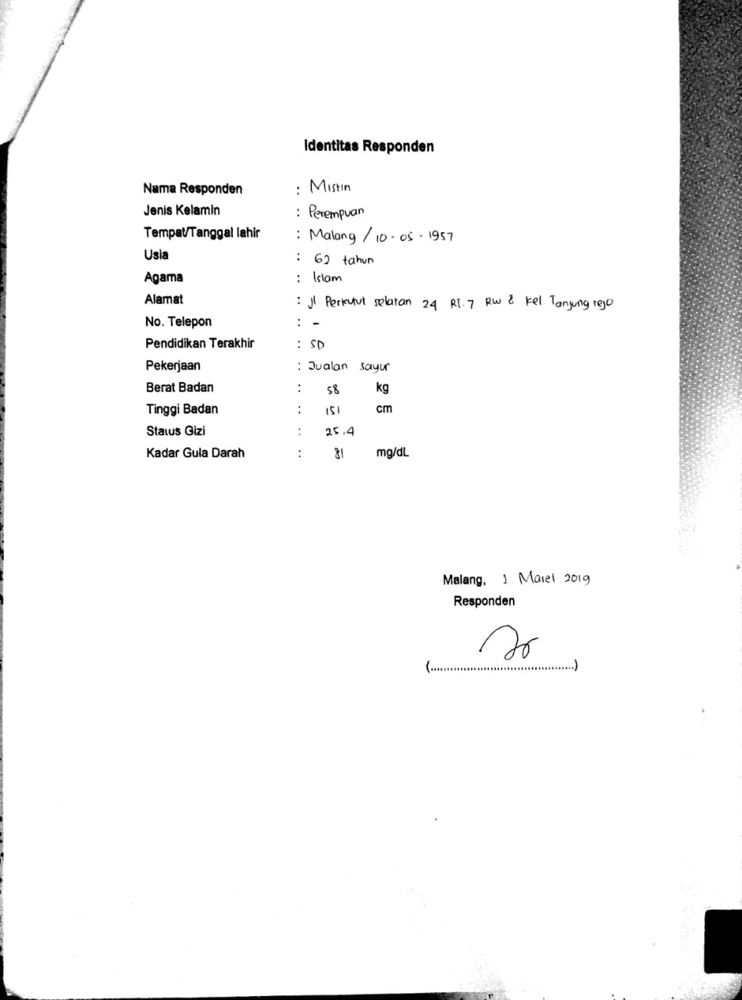 Identitas Responden
Nama Responden : Mistin
Jenis Kelamin : Perempuan
Tempat/Tanggal lahir : Malang / 10 - 05 - 1957
Usia : 62 tahun
Agama : Islam
Alamat : jl. Perkutut selatan 24 RT.7 RW 8 Kel. Tanjung rejo
No. Telepon : -
Pendidikan Terakhir : SD
Pekerjaan : Jualan sayur
Berat Badan : 58 kg
Tinggi Badan : 151 cm
Status Gizi : 25,4
Kadar Gula Darah : 81 mg/dL
Malang, 1 Maret 2019
Responden
(..........................................)